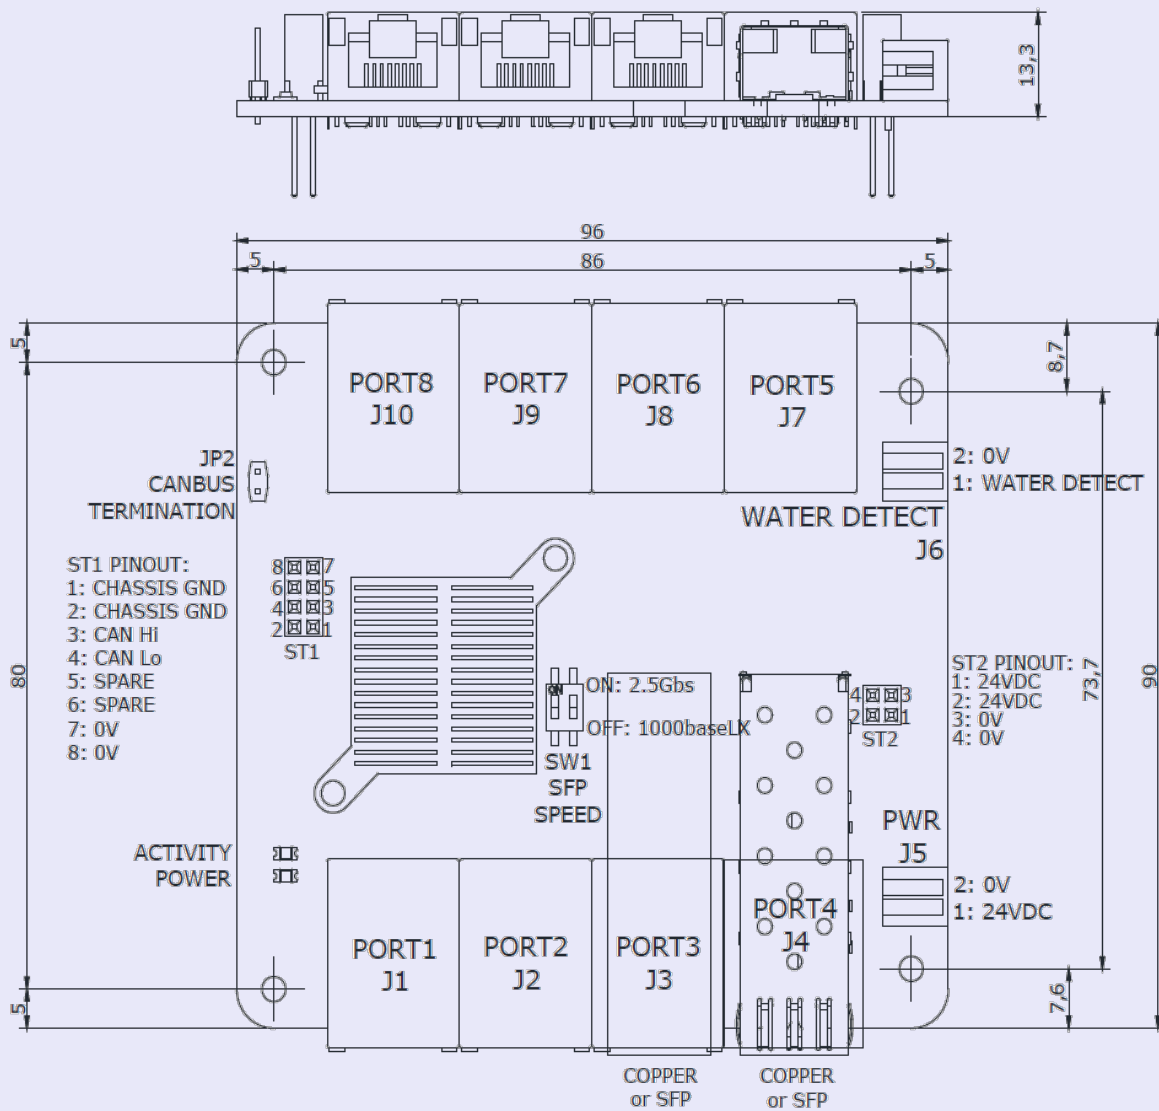 13,3
96
5
86
5
5
8,7
PORT8
J10
PORT7
J9
PORT6
J8
PORT5
J7
JP2
CANBUS
TERMINATION
2: 0V
1: WATER DETECT
WATER DETECT
J6
ST1 PINOUT:
1: CHASSIS GND
2: CHASSIS GND
3: CAN Hi
4: CAN Lo
5: SPARE
6: SPARE
7: 0V
8: 0V
8 7
6 5
4 3
2 1
ST1
80
73,7
90
ON
ON: 2.5Gbs
OFF: 1000baseLX
SW1
SFP
SPEED
4 3
2 1
ST2
ST2 PINOUT:
1: 24VDC
2: 24VDC
3: 0V
4: 0V
PWR
J5
2: 0V
1: 24VDC
ACTIVITY
POWER
PORT1
J1
PORT2
J2
PORT3
J3
PORT4
J4
5
7,6
COPPER
or SFP
COPPER
or SFP